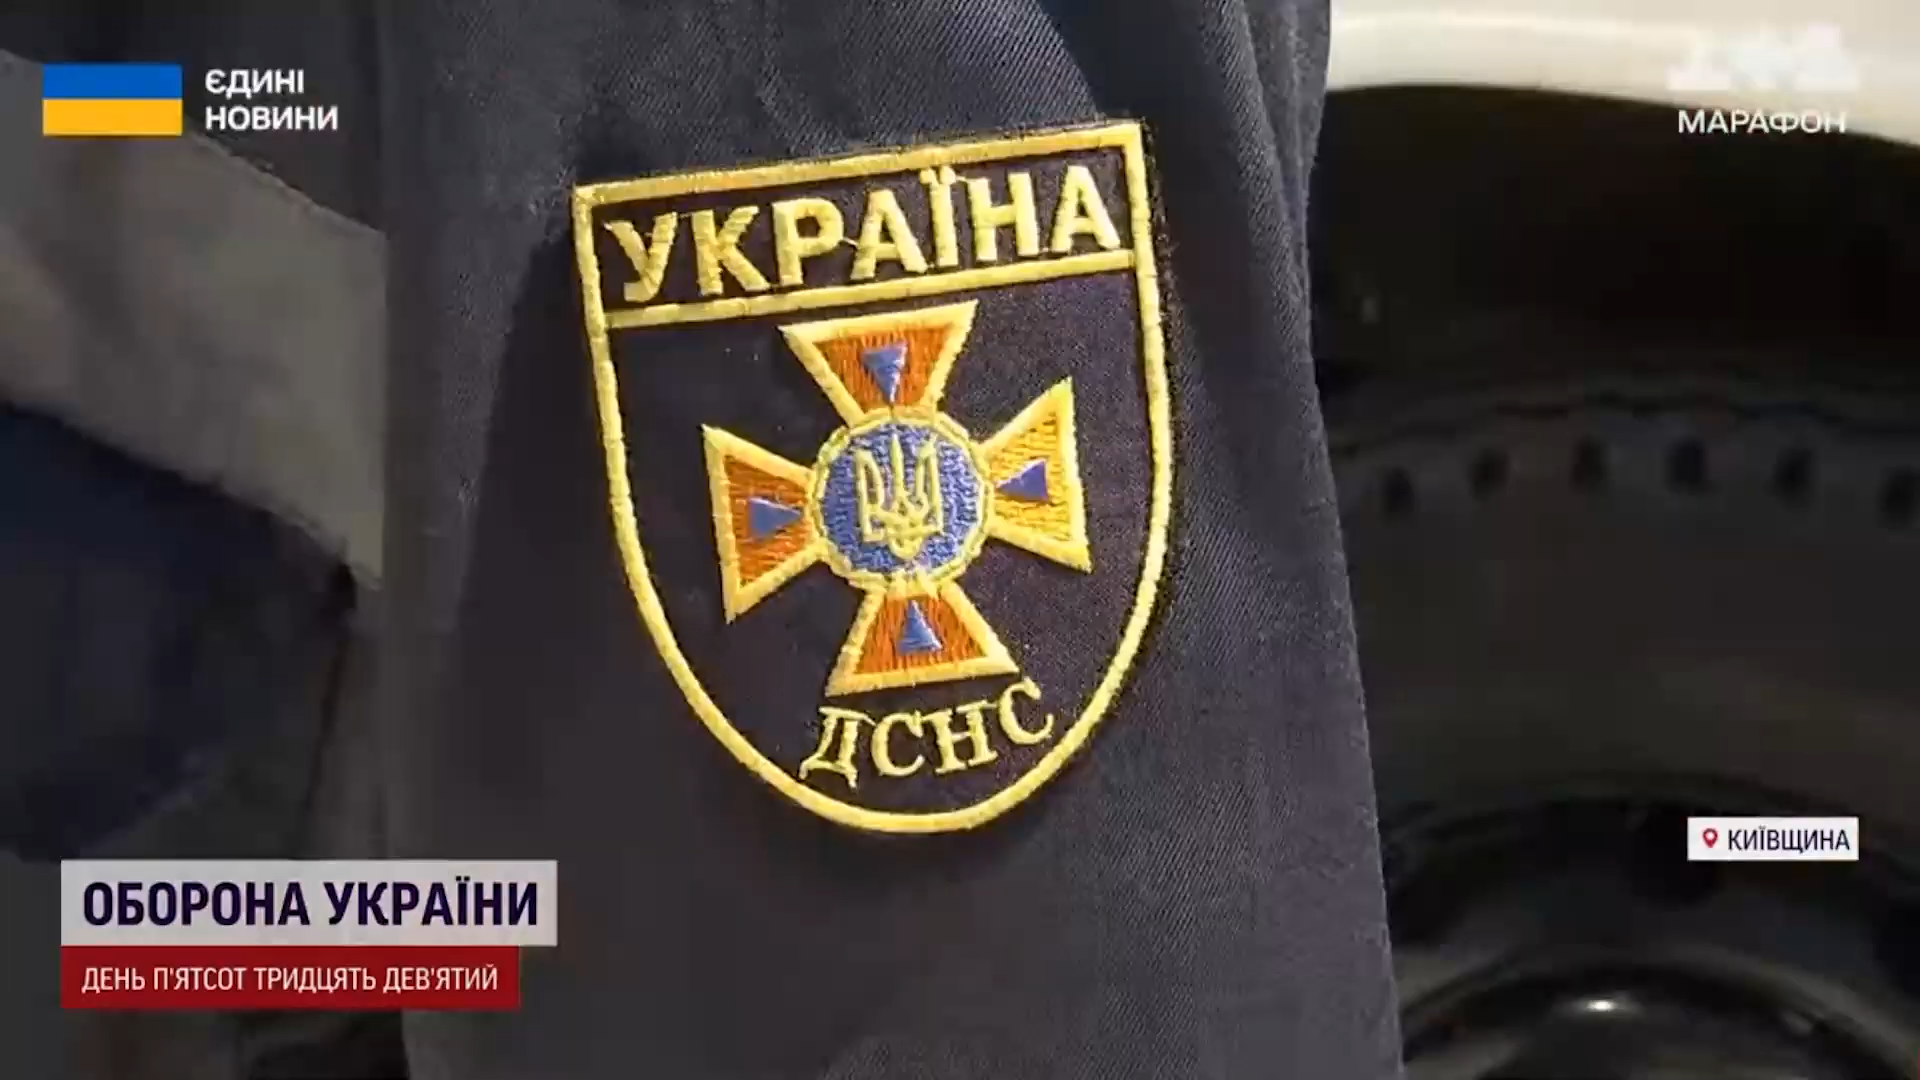 ЄДИНІ
НОВИНИ
МАРАФОН
УКРАЇНА
ДСНС
КИЇВЩИНА
ОБОРОНА УКРАЇНИ
ДЕНЬ П'ЯТСОТ ТРИДЦЯТЬ ДЕВ'ЯТИЙ